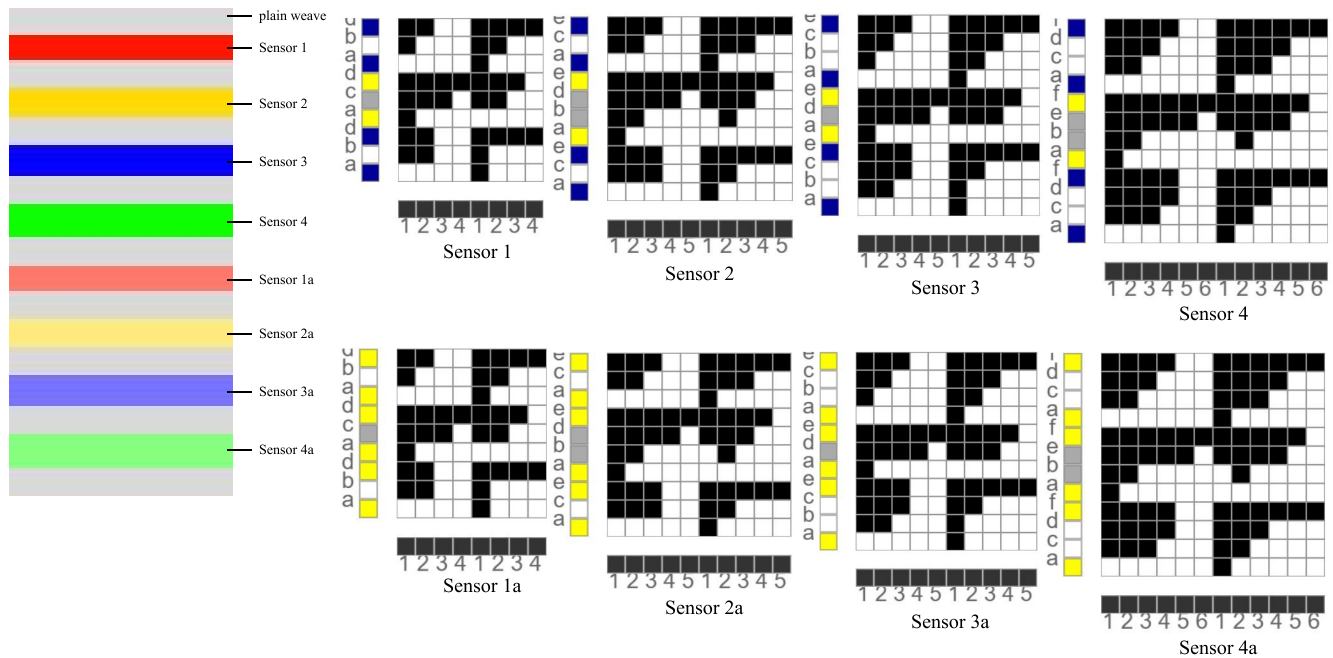 plain weave
Sensor 1
Sensor 2
Sensor 3
Sensor 4
Sensor 1a
Sensor 2a
Sensor 3a
Sensor 4a
b
a
d
c
a
d
b
a
1 2 3 4 1 2 3 4
Sensor 1
e
c
a
e
d
b
a
e
c
a
1 2 3 4 5 1 2 3 4 5
Sensor 2
e
c
b
a
e
d
a
e
c
b
a
1 2 3 4 5 1 2 3 4 5
Sensor 3
d
c
a
f
e
b
a
f
d
c
a
1 2 3 4 5 6 1 2 3 4 5 6
Sensor 4
b
a
d
c
a
d
b
a
1 2 3 4 1 2 3 4
Sensor 1a
e
c
a
e
d
b
a
e
c
a
1 2 3 4 5 1 2 3 4 5
Sensor 2a
e
c
b
a
e
d
a
e
c
b
a
1 2 3 4 5 1 2 3 4 5
Sensor 3a
d
c
a
f
e
b
a
f
d
c
a
1 2 3 4 5 6 1 2 3 4 5 6
Sensor 4a